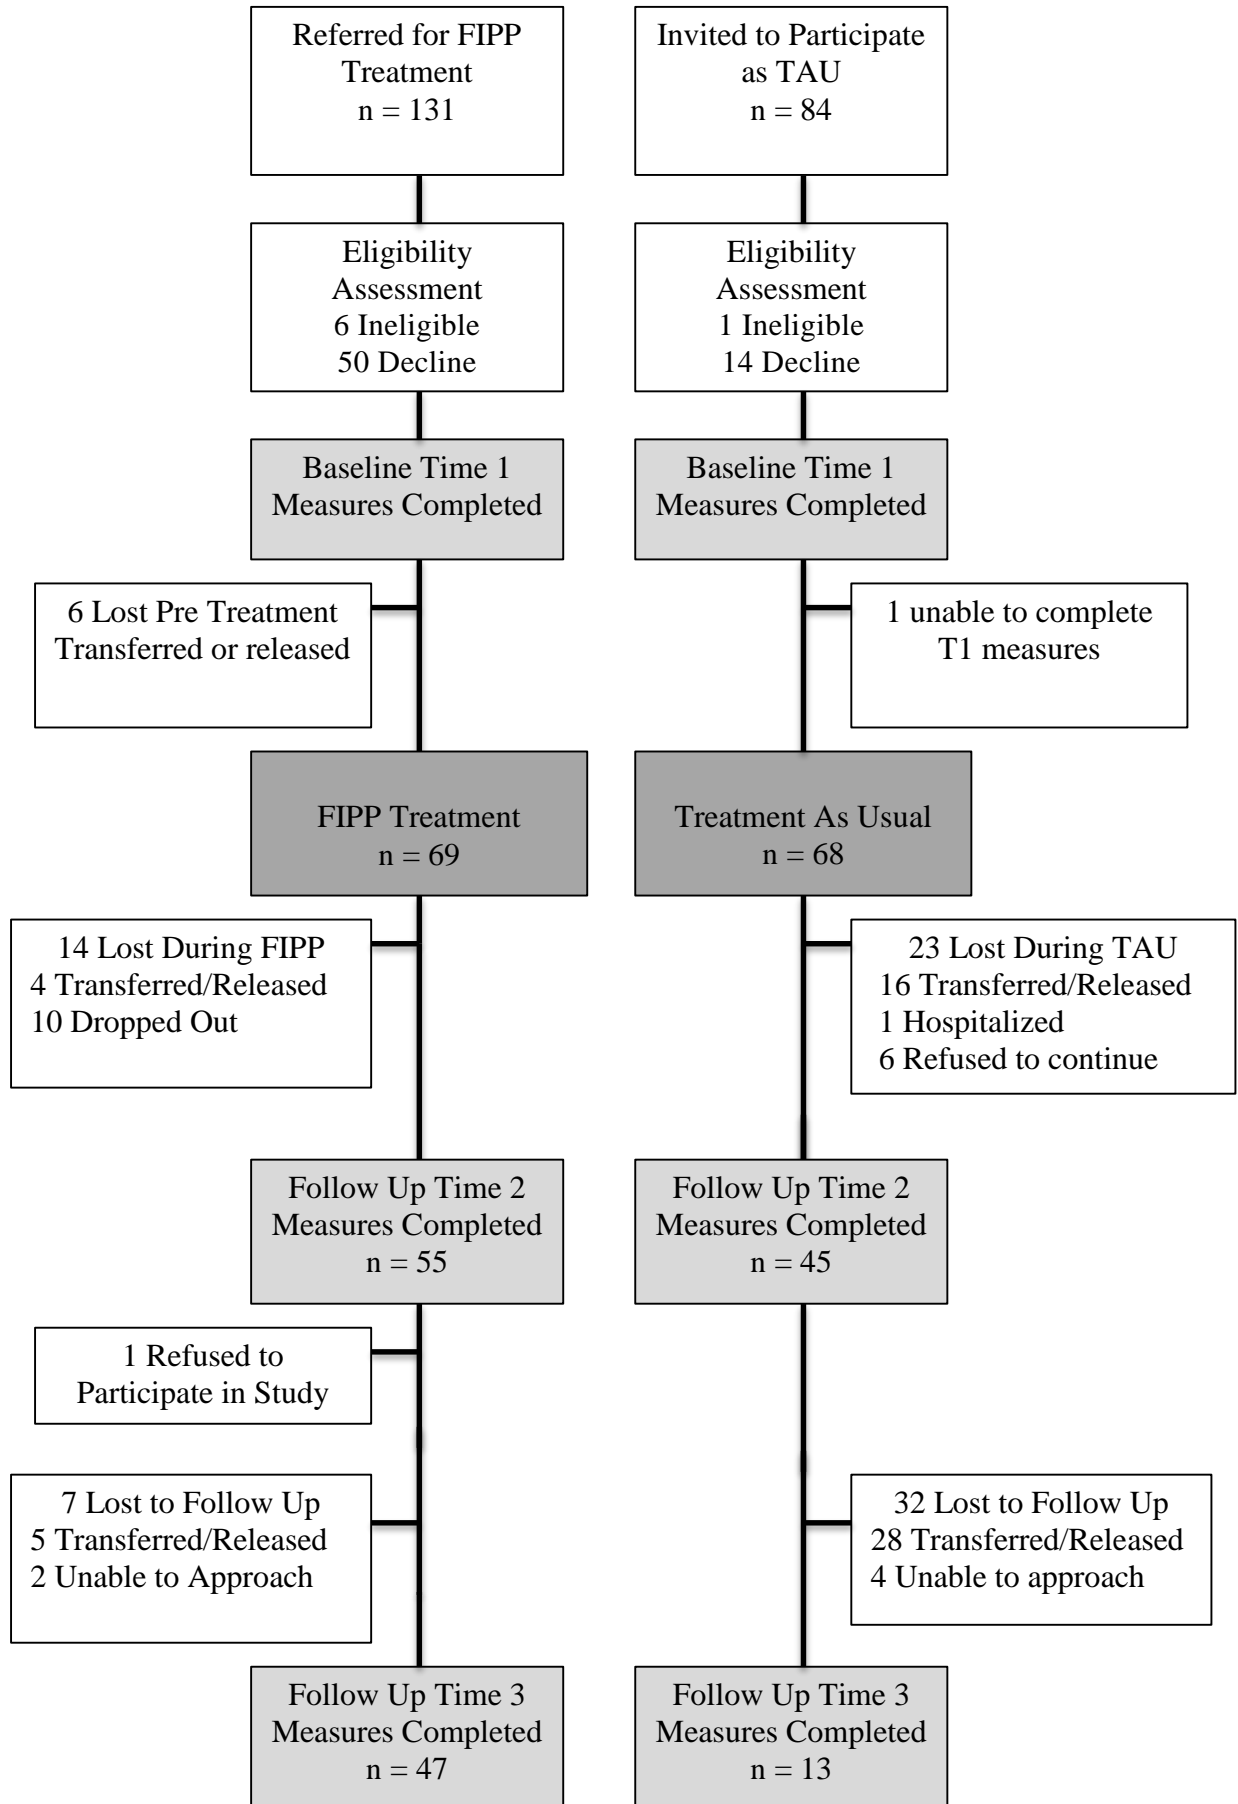 Referred for FIPP
Treatment
n = 131
Invited to Participate
as TAU
n = 84
Eligibility
Assessment
6 Ineligible
50 Decline
Eligibility
Assessment
1 Ineligible
14 Decline
Baseline Time 1
Measures Completed
Baseline Time 1
Measures Completed
6 Lost Pre Treatment
Transferred or released
1 unable to complete
T1 measures
FIPP Treatment
n = 69
Treatment As Usual
n = 68
14 Lost During FIPP
4 Transferred/Released
10 Dropped Out
23 Lost During TAU
16 Transferred/Released
1 Hospitalized
6 Refused to continue
Follow Up Time 2
Measures Completed
n = 55
Follow Up Time 2
Measures Completed
n = 45
1 Refused to
Participate in Study
7 Lost to Follow Up
5 Transferred/Released
2 Unable to Approach
32 Lost to Follow Up
28 Transferred/Released
4 Unable to approach
Follow Up Time 3
Measures Completed
n = 47
Follow Up Time 3
Measures Completed
n = 13